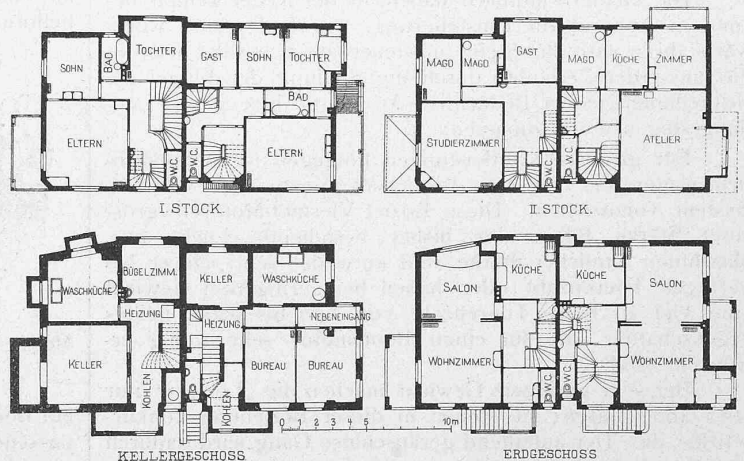 SOHN
BAD
TOCHTER
GAST
SOHN
TOCHTER
BAD
ELTERN
W.C.
W.C.
ELTERN
I. STOCK.
MAGD
MAGD
GAST
MAGD
KÜCHE
ZIMMER
STUDIERZIMMER
W.C.
W.C.
ATELIER
II. STOCK.
WASCHKÜCHE
BÜGELZIMM.
KELLER
WASCHKÜCHE
HEIZUNG
HEIZUNG
NEBENEINGANG
KELLER
KOHLEN
KOHLEN
BUREAU
BUREAU
KELLERGESCHOSS
0 1 2 3 4 5 10 m
SALON
KÜCHE
KÜCHE
SALON
WOHNZIMMER
W.C.
W.C.
WOHNZIMMER
ERDGESCHOSS